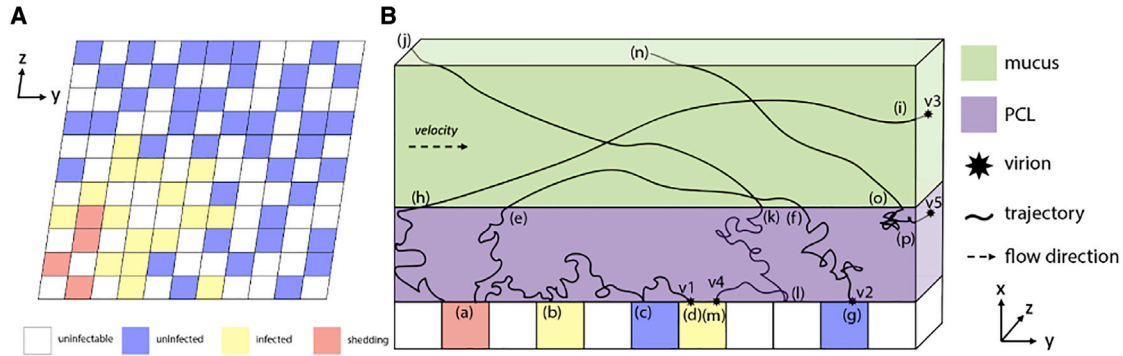 A
B
z
y
uninfectable
uninfected
infected
shedding
(j)
(n)
(i)
v3
velocity
(h)
(e)
(k)
(f)
(o)
v5
(p)
v1
v4
(l)
v2
(a)
(b)
(c)
(d)
(m)
(g)
mucus
PCL
virion
trajectory
flow direction
x
z
y